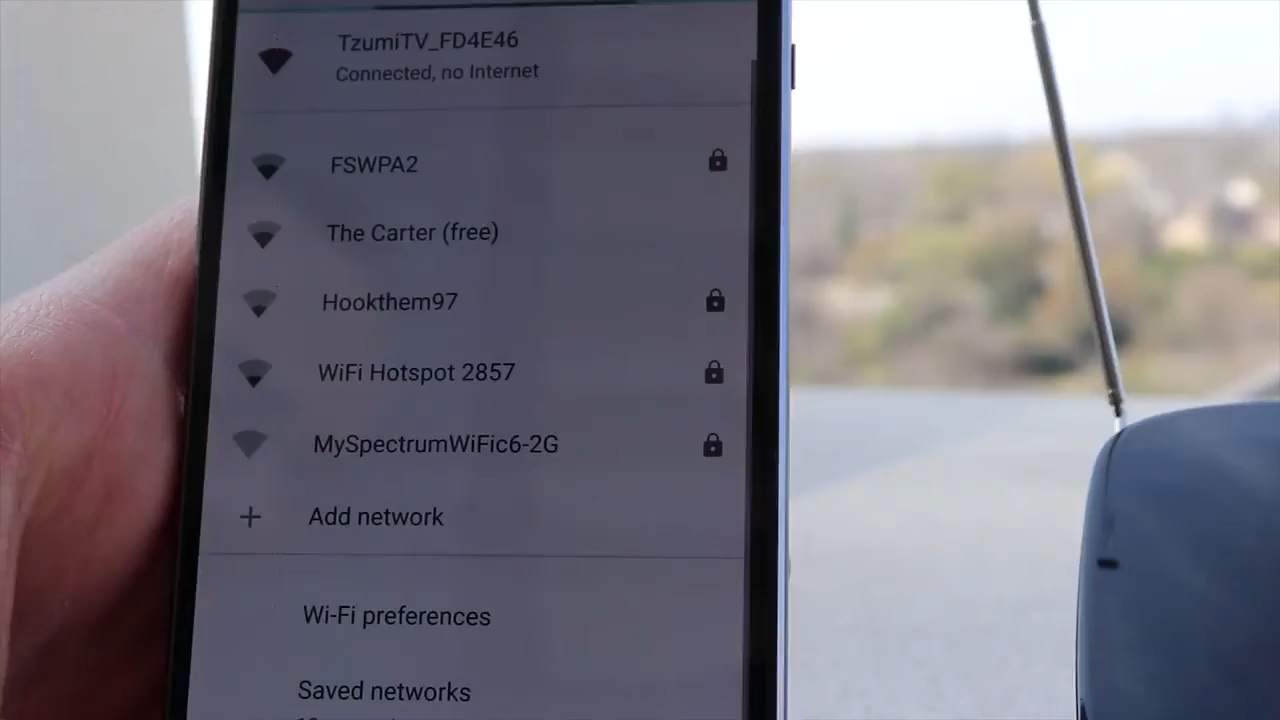 TzumiTV_FD4E46
Connected, no Internet
FSWPA2
The Carter (free)
Hookthem97
WiFi Hotspot 2857
MySpectrumWiFic6-2G
Add network
Wi-Fi preferences
Saved networks